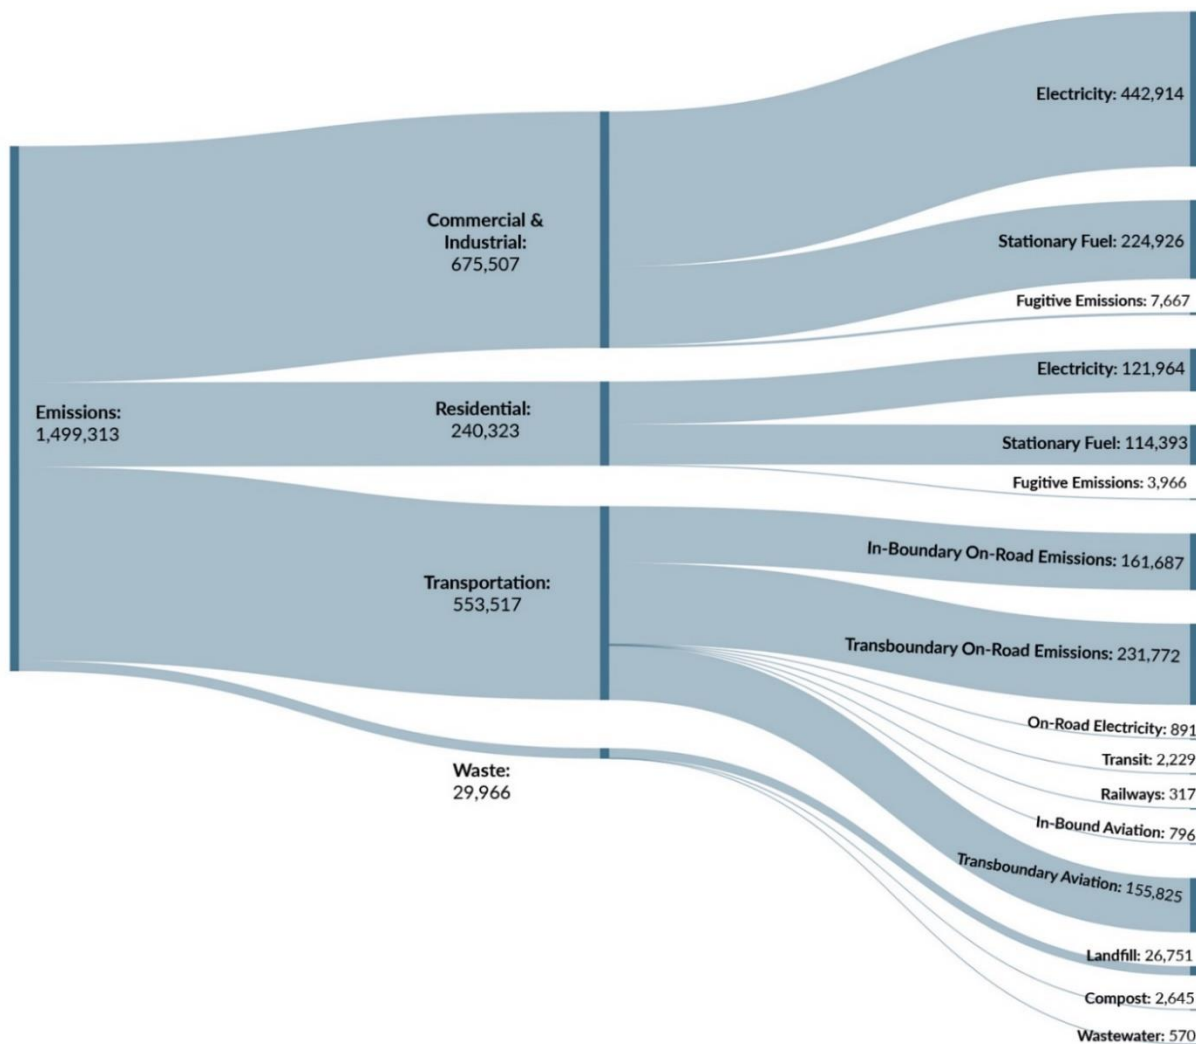 Emissions:
1,499,313
Commercial &
Industrial:
675,507
Residential:
240,323
Transportation:
553,517
Waste:
29,966
Electricity: 442,914
Stationary Fuel: 224,926
Fugitive Emissions: 7,667
Electricity: 121,964
Stationary Fuel: 114,393
Fugitive Emissions: 3,966
In-Boundary On-Road Emissions: 161,687
Transboundary On-Road Emissions: 231,772
On-Road Electricity: 891
Transit: 2,229
Railways: 317
In-Bound Aviation: 796
Transboundary Aviation: 155,825
Landfill: 26,751
Compost: 2,645
Wastewater: 570